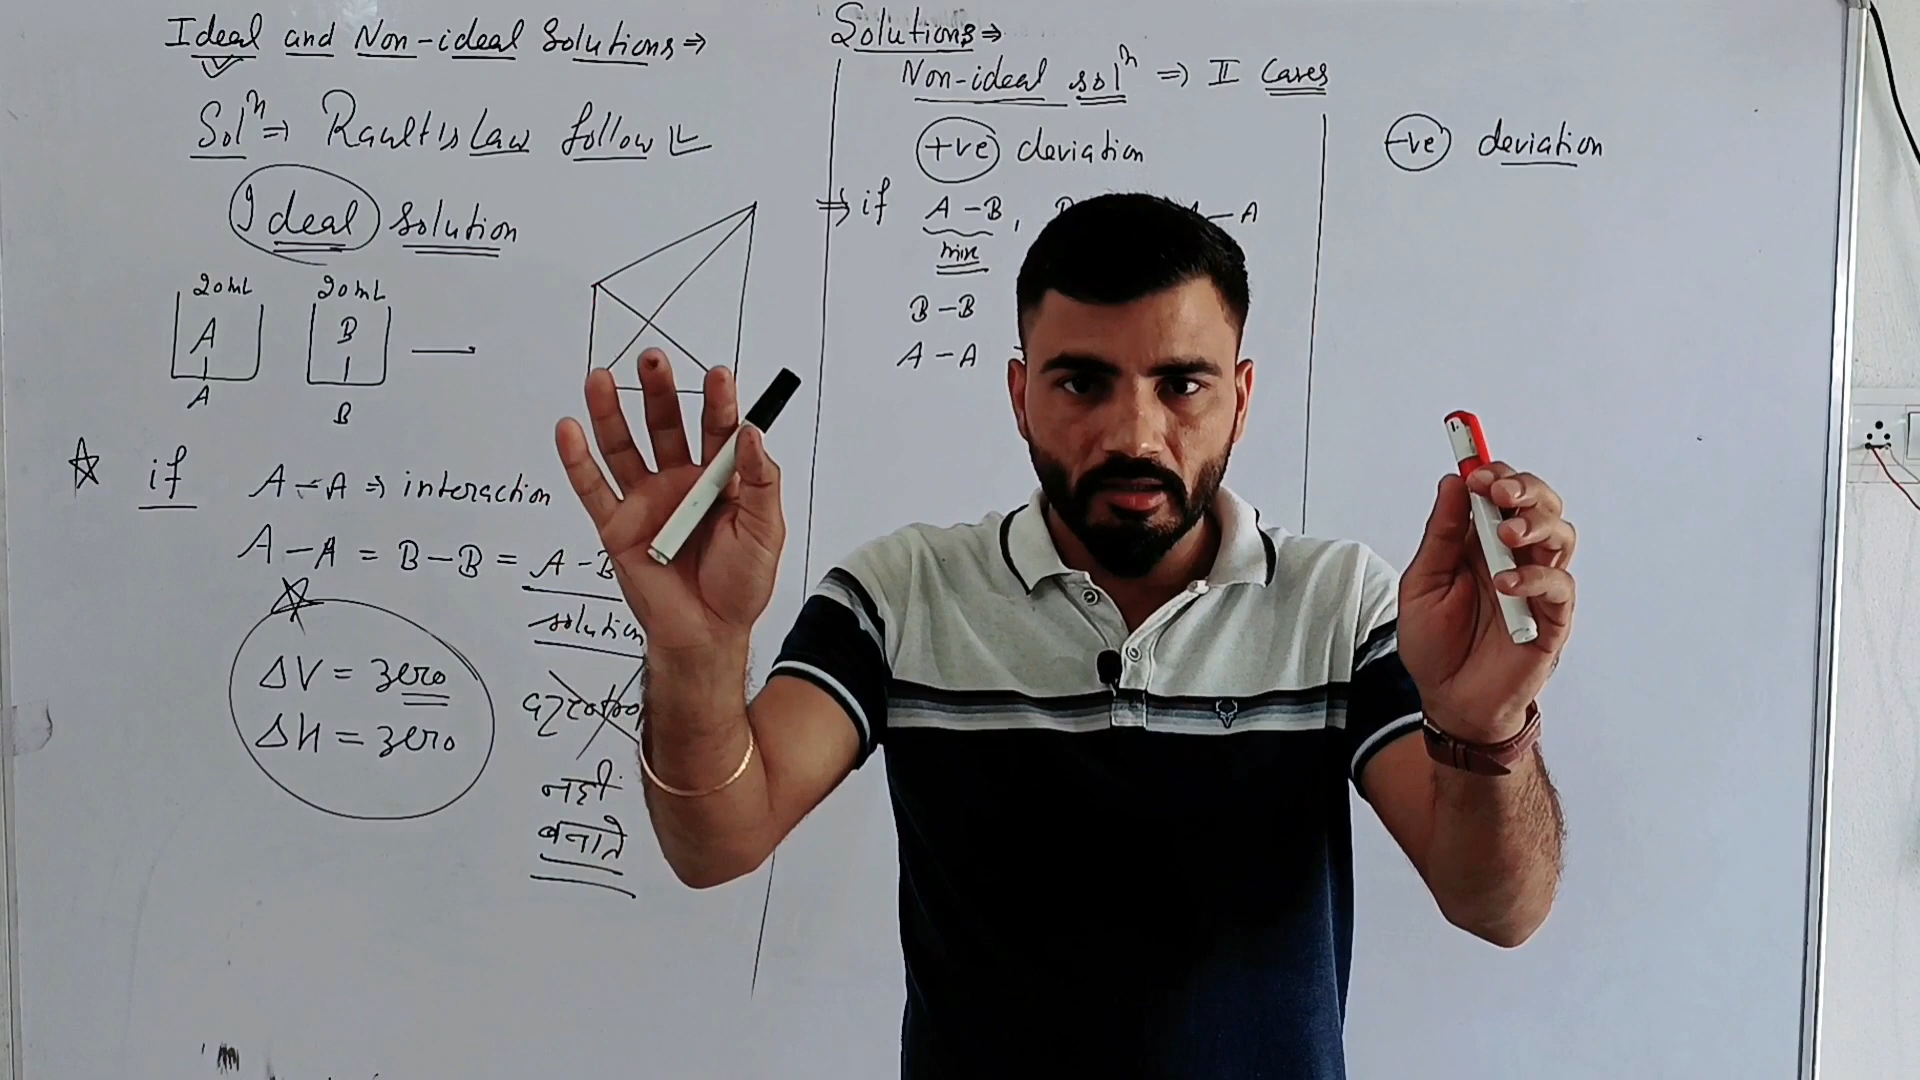 Ideal and Non-ideal Solutions ⇒
Solⁿ ⇒ Rault's Law follow
Ideal solution
20mL 20mL
A B
A B
if A-A ⇒ interaction
A-A = B-B = A-B
solution
ΔV = zero
ΔH = zero
नही
बनाते
Solutions ⇒
Non-ideal solⁿ ⇒ II Cases
+ve deviation
⇒ if A-B, B A
mix
B-B
A-A
-ve deviation